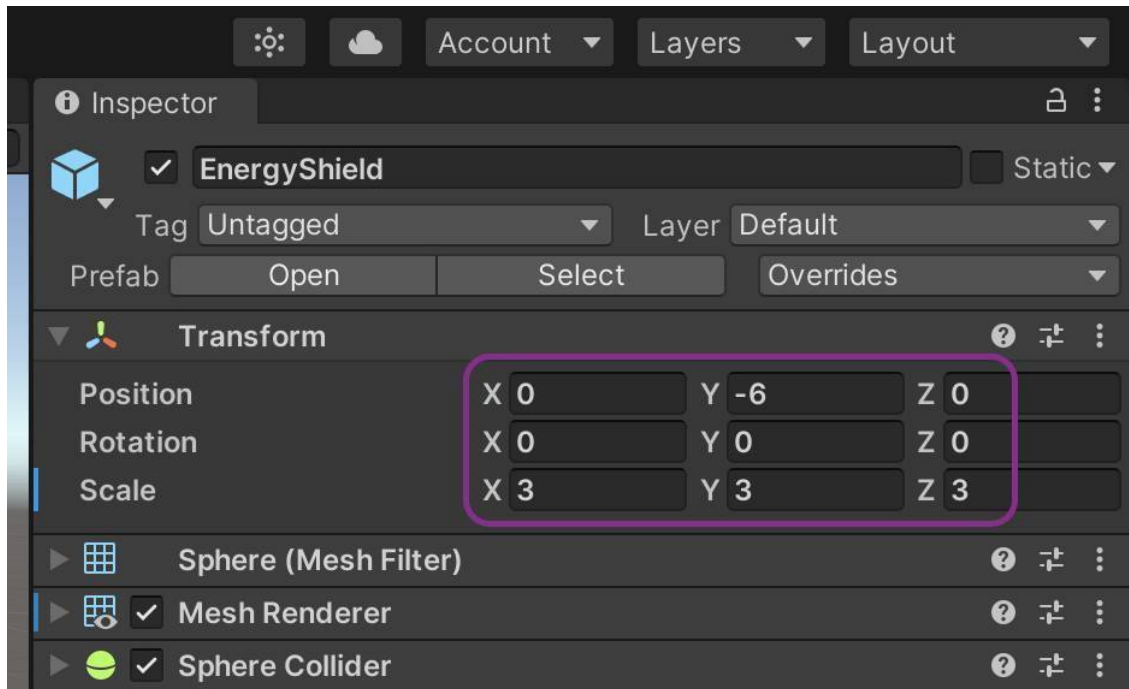 Account Layers Layout
Inspector
EnergyShield Static
Tag Untagged Layer Default
Prefab Open Select Overrides
Transform
Position X 0 Y -6 Z 0
Rotation X 0 Y 0 Z 0
Scale X 3 Y 3 Z 3
Sphere (Mesh Filter)
Mesh Renderer
Sphere Collider